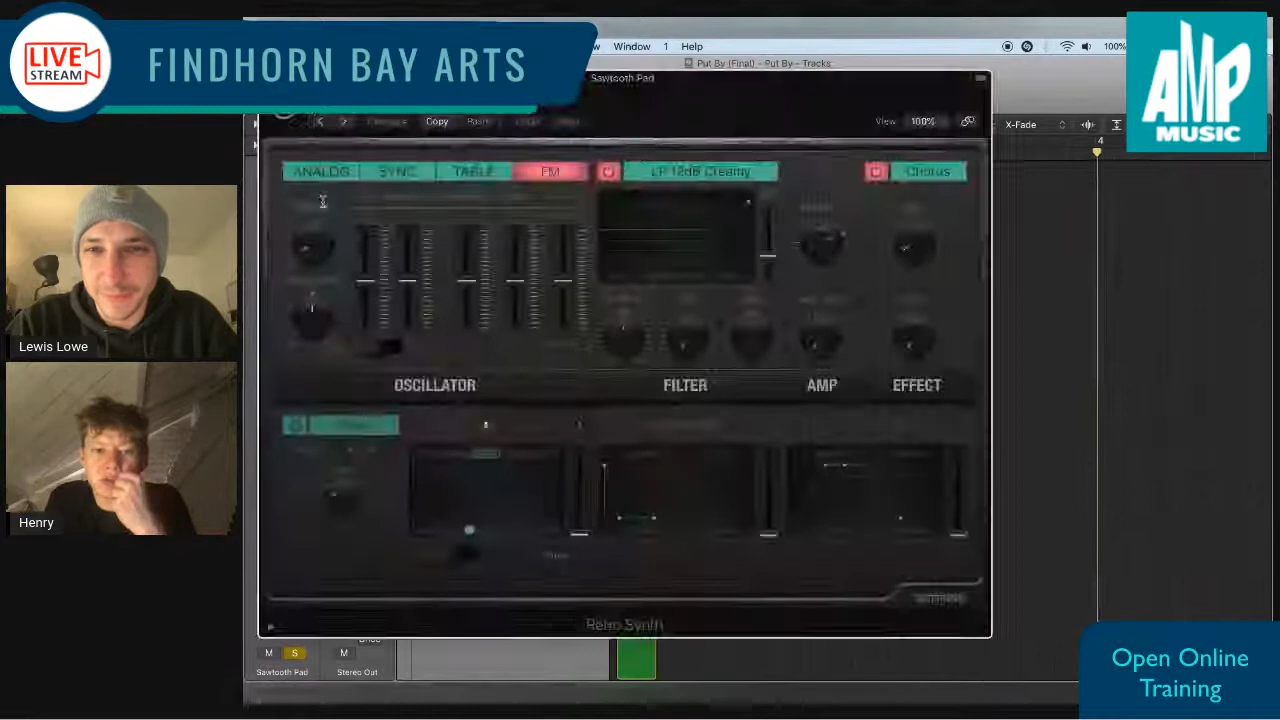 LIVE
STREAM
FINDHORN BAY ARTS
Window 1 Help
100%
AMP
MUSIC
Put By (Final) - Put By - Tracks
Sawtooth Pad
Copy
View 100%
X-Fade
4
ANALOG SYNC TABLE FM LP 12dB Creamy Chorus
Lewis Lowe
OSCILLATOR FILTER AMP EFFECT
Henry
Retro Synth
M S M
Sawtooth Pad Stereo Out
Open Online
Training